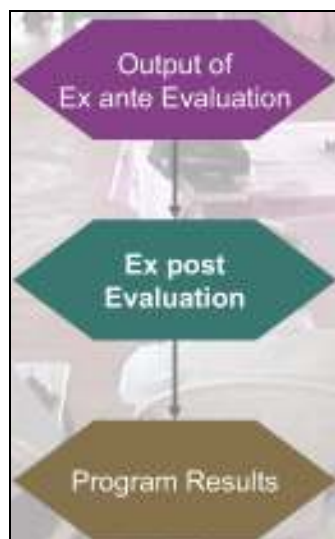 Output of
Ex ante Evaluation
Ex post
Evaluation
Program Results